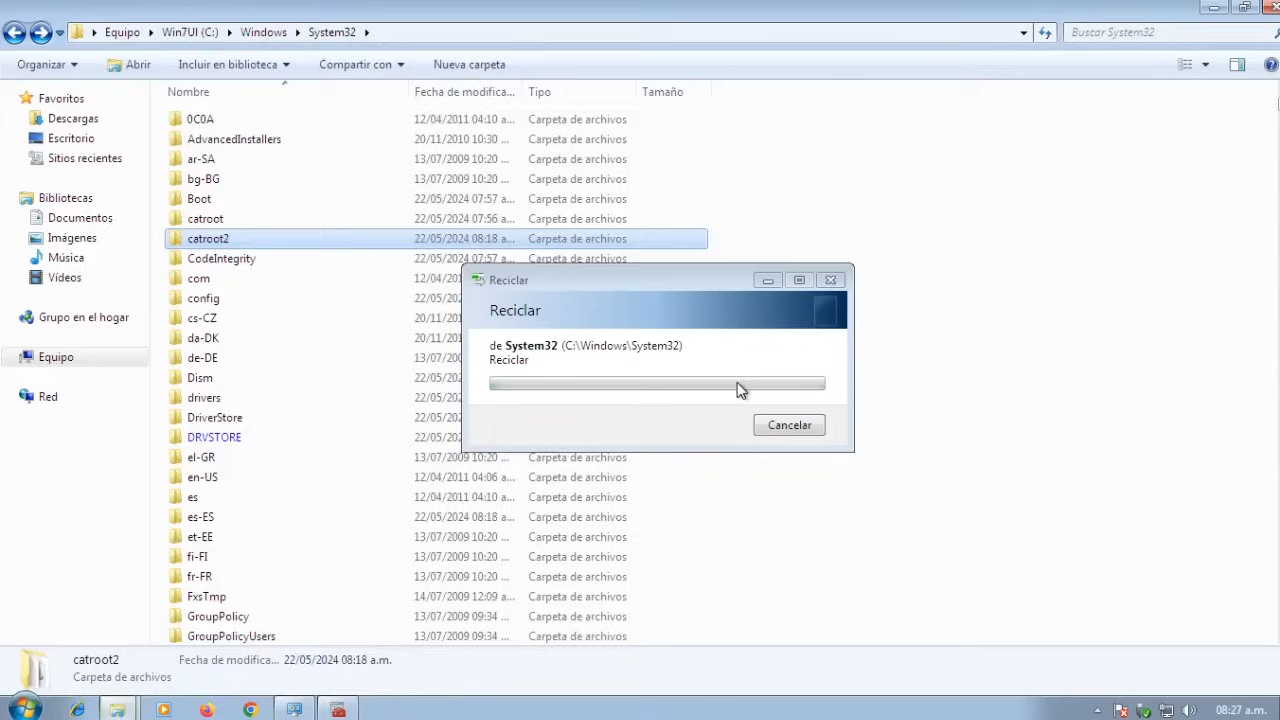 Equipo Win7UI (C:) Windows System32
Buscar System32
Organizar Abrir Incluir en biblioteca Compartir con Nueva carpeta
Nombre Fecha de modifica... Tipo Tamaño
Favoritos
Descargas
Escritorio
Sitios recientes
Bibliotecas
Documentos
Imágenes
Música
Vídeos
Grupo en el hogar
Equipo
Red
0C0A 12/04/2011 04:10 a... Carpeta de archivos
AdvancedInstallers 20/11/2010 10:30 ... Carpeta de archivos
ar-SA 13/07/2009 10:20 ... Carpeta de archivos
bg-BG 13/07/2009 10:20 ... Carpeta de archivos
Boot 22/05/2024 07:57 a... Carpeta de archivos
catroot 22/05/2024 07:56 a... Carpeta de archivos
catroot2 22/05/2024 08:18 a... Carpeta de archivos
CodeIntegrity 22/05/2024 07:57 a... Carpeta de archivos
com 12/04/201
config 22/05/202
cs-CZ 20/11/201
da-DK 20/11/201
de-DE 13/07/200
Dism 22/05/202
drivers 22/05/202
DriverStore 22/05/202
DRVSTORE 22/05/202
el-GR 13/07/2009 10:20 ... Carpeta de archivos
en-US 12/04/2011 04:06 a... Carpeta de archivos
es 12/04/2011 04:10 a... Carpeta de archivos
es-ES 22/05/2024 08:18 a... Carpeta de archivos
et-EE 13/07/2009 10:20 ... Carpeta de archivos
fi-FI 13/07/2009 10:20 ... Carpeta de archivos
fr-FR 13/07/2009 10:20 ... Carpeta de archivos
FxsTmp 14/07/2009 12:09 a... Carpeta de archivos
GroupPolicy 13/07/2009 09:34 ... Carpeta de archivos
GroupPolicyUsers 13/07/2009 09:34 ... Carpeta de archivos
Reciclar
Reciclar
de System32 (C:\Windows\System32)
Reciclar
Cancelar
catroot2 Fecha de modifica... 22/05/2024 08:18 a.m.
Carpeta de archivos
08:27 a.m.